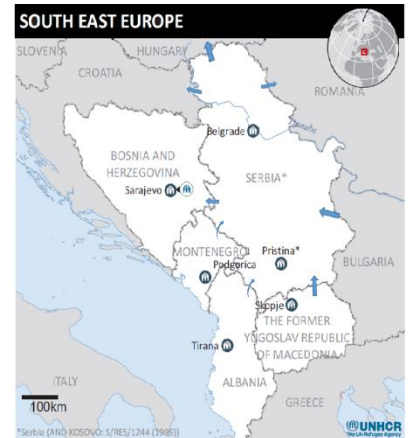 SOUTH EAST EUROPE
SLOVENIA
HUNGARY
CROATIA
ROMANIA
Belgrade
BOSNIA AND
HERZEGOVINA
SERBIA*
Sarajevo
MONTENEGRO
Pristina*
Podgorica
BULGARIA
Skopje
THE FORMER
YUGOSLAV REPUBLIC
OF MACEDONIA
Tirana
ITALY
ALBANIA
GREECE
100km
UNHCR
The UN Refugee Agency
*Serbia (AND KOSOVO: S/RES/1244 (1999))